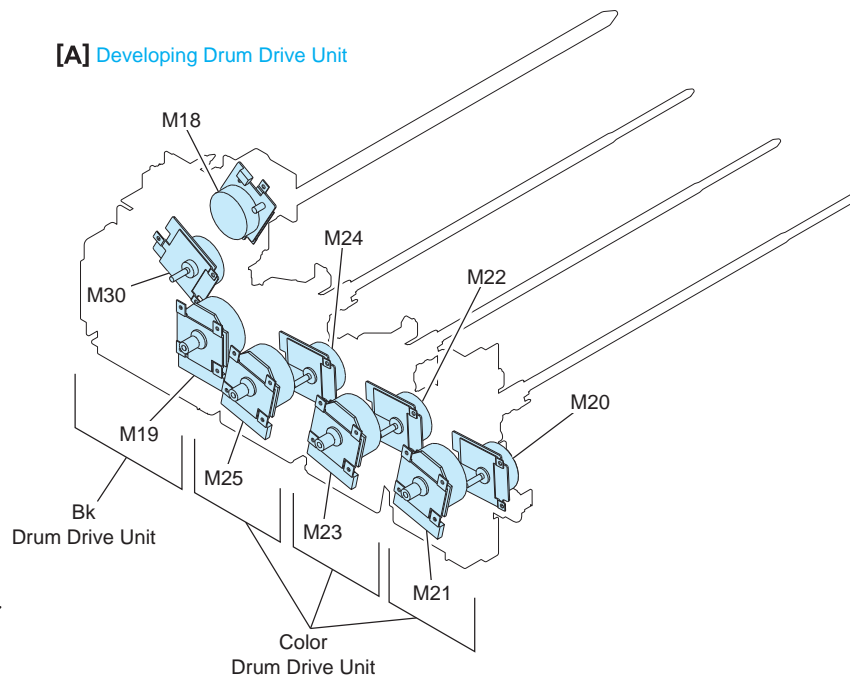 [A] Developing Drum Drive Unit
M18
M24
M30
M22
M20
M19
M25
M23
M21
Bk
Drum Drive Unit
Color
Drum Drive Unit